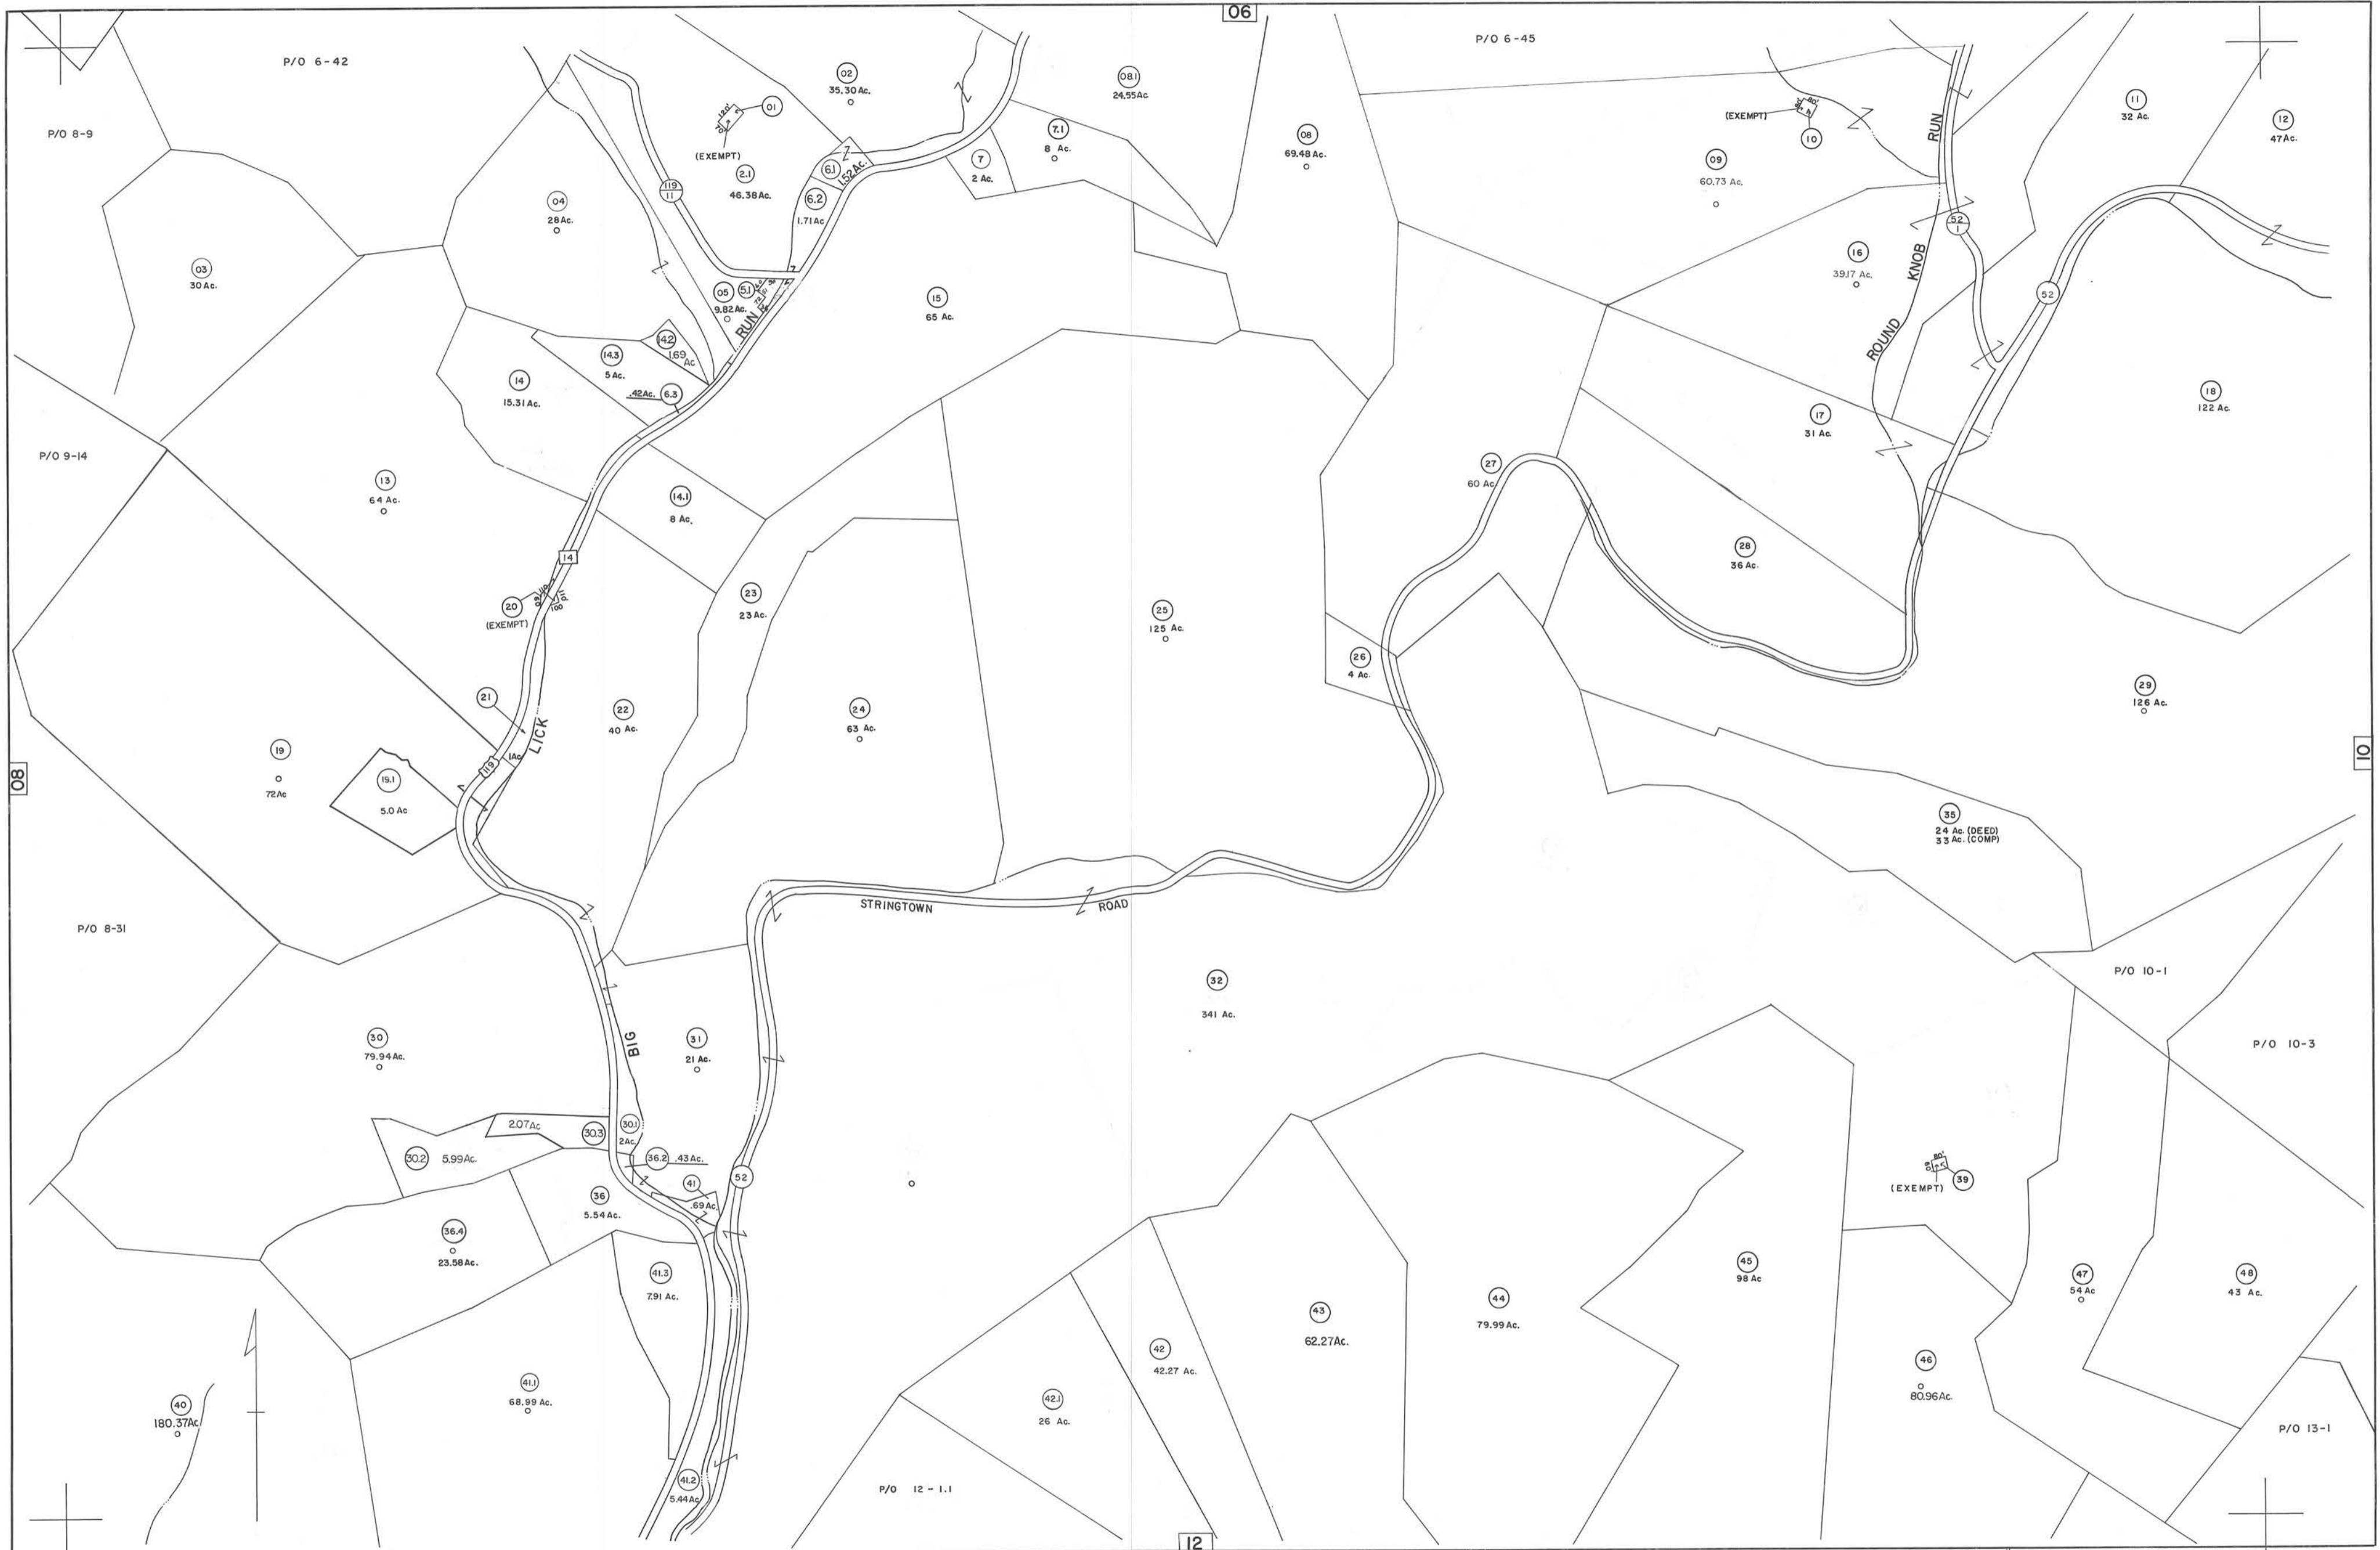 06
P/O 6-42
P/O 8-9
02
35.30 Ac.
01
120'
70'
(EXEMPT)
2.1
46.38 Ac.
08.1
24.55 Ac
7.1
8 Ac.
7
2 Ac.
08
69.48 Ac.
P/O 6-45
(EXEMPT)
80'
10
RUN
11
32 Ac.
12
47 Ac.
09
60.73 Ac.
6.1
1.52 Ac.
6.2
1.71 Ac
119
11
04
28 Ac.
03
30 Ac.
52
1
16
39.17 Ac.
KNOB
ROUND
52
05
5.1
9.82 Ac.
RUN
15
65 Ac.
14.2
1.69
Ac
14.3
5 Ac.
.42 Ac.
6.3
14
15.31 Ac.
17
31 Ac.
18
122 Ac.
P/O 9-14
13
64 Ac.
14.1
8 Ac.
27
60 Ac.
14
28
36 Ac.
20
(EXEMPT)
60
110
110'
100
23
23 Ac.
25
125 Ac.
26
4 Ac.
29
126 Ac.
21
22
40 Ac.
24
63 Ac.
LICK
119
1 Ac.
08
19
72 Ac
19.1
5.0 Ac
10
35
24 Ac. (DEED)
33 Ac. (COMP)
STRINGTOWN ROAD
P/O 8-31
32
341 Ac.
P/O 10-1
P/O 10-3
30
79.94 Ac.
BIG
31
21 Ac.
2.07 Ac
30.3
30.1
2 Ac.
30.2
5.99 Ac.
36.2
.43 Ac.
41
.69 Ac.
52
36
5.54 Ac.
80'
60
(EXEMPT)
39
36.4
23.58 Ac.
41.3
7.91 Ac.
45
98 Ac
47
54 Ac
48
43 Ac.
43
62.27 Ac.
44
79.99 Ac.
42
42.27 Ac.
46
80.96 Ac.
40
180.37 Ac
41.1
68.99 Ac.
42.1
26 Ac.
P/O 13-1
41.2
5.44 Ac
P/O 12-1.1
12